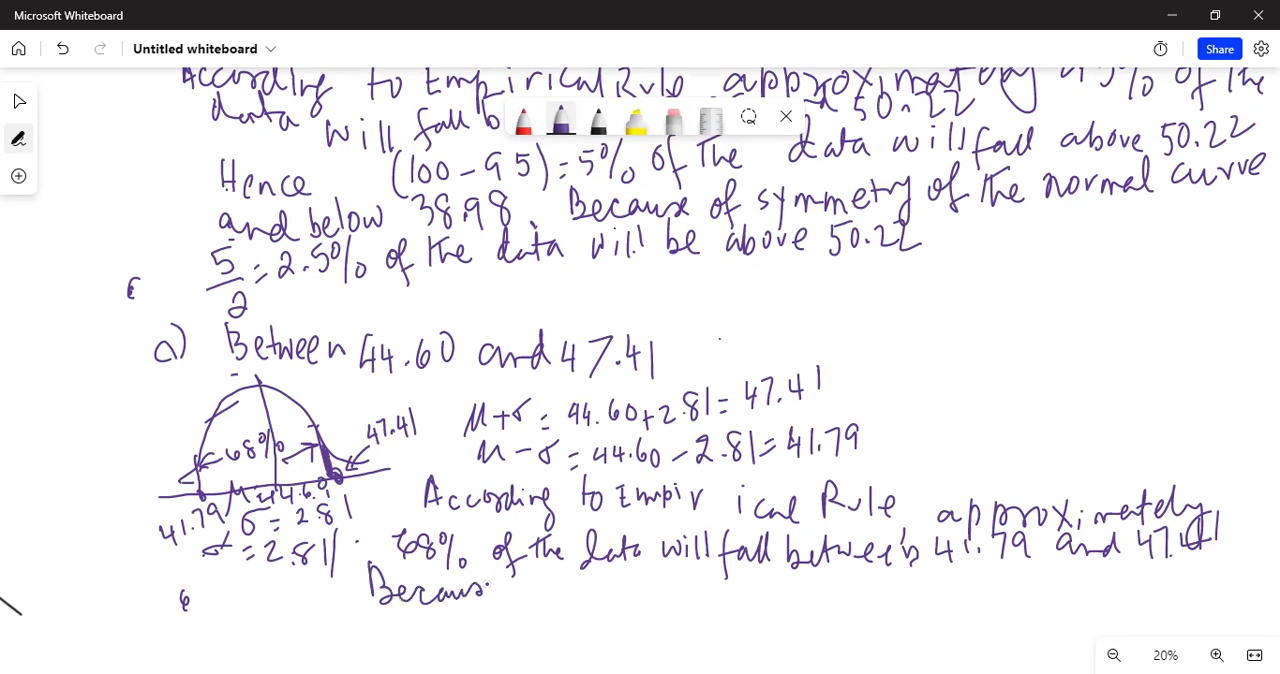 Microsoft Whiteboard
Untitled whiteboard
Share
According to Empirical Rule, approximately 95% of the
data will fall 50.22
Hence (100-95)=5% of the data will fall above 50.22
and below 38.98. Because of symmetry of the normal curve
5/2 = 2.5% of the data will be above 50.22
a) Between 44.60 and 47.41
M+σ = 44.60+2.81 = 47.41
47.41
M-σ = 44.60-2.81 = 41.79
68%
41.79 M=44.60
σ = 2.81
σ = 2.81
According to Empirical Rule, approximately
68% of the data will fall between 41.79 and 47.41
Becaus
20%